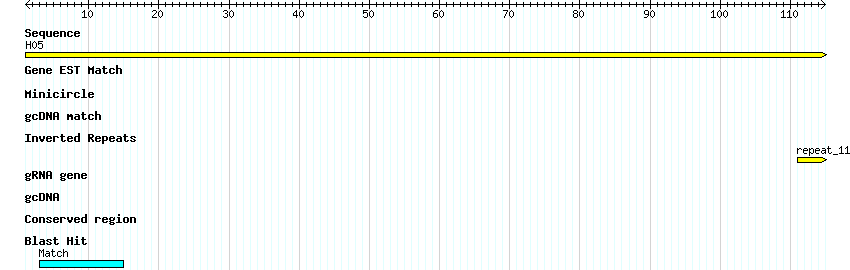 10 20 30 40 50 60 70 80 90 100 110
Sequence
H05
Gene EST Match
Minicircle
gcDNA match
Inverted Repeats
repeat_11
gRNA gene
gcDNA
Conserved region
Blast Hit
Match